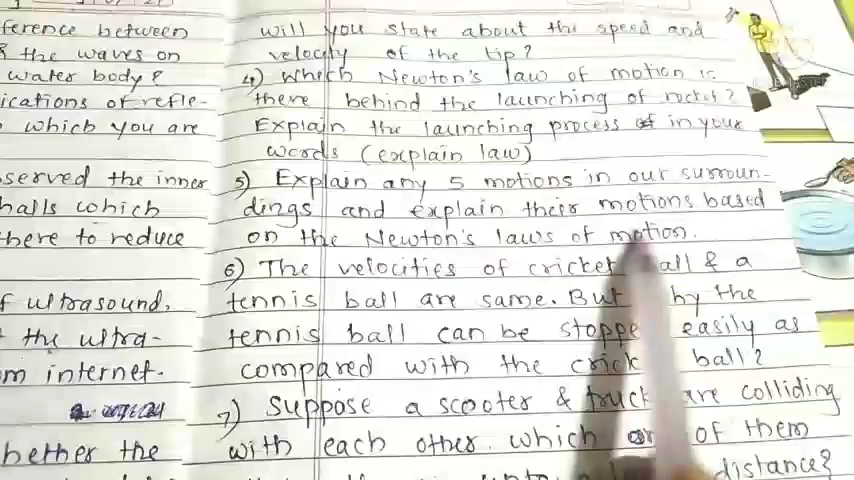 ference between
& the waves on
water body?
ications of refle-
which you are
served the inner
halls which
there to reduce
f ultrasound.
the ultra-
m internet.
hether the
will you state about the speed and
velocity of the tip?
4) Which Newton's law of motion is
there behind the launching of rocket?
Explain the launching process of in your
words (explain law)
5) Explain any 5 motions in our surroun-
dings and explain their motions based
on the Newton's laws of motion.
6) The velocities of cricket ball & a
tennis ball are same. But hy the
tennis ball can be stoppe easily as
compared with the crick ball?
7) Suppose a scooter & truck are colliding
with each other. which of them
distance?